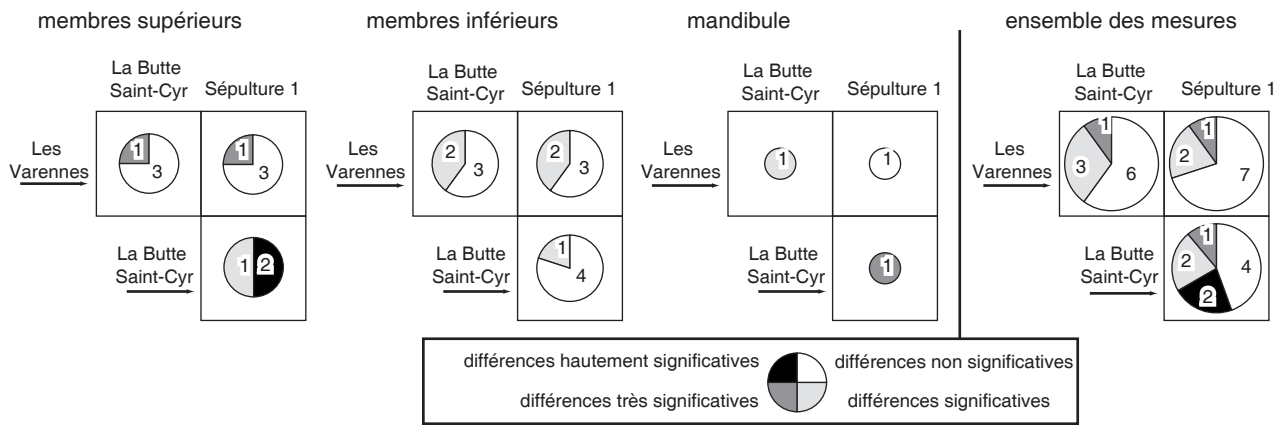 membres supérieurs
membres inférieurs
mandibule
ensemble des mesures
La Butte
Saint-Cyr
Sépulture 1
La Butte
Saint-Cyr
Sépulture 1
La Butte
Saint-Cyr
Sépulture 1
La Butte
Saint-Cyr
Sépulture 1
Les
Varennes
1
3
1
3
Les
Varennes
2
3
2
3
Les
Varennes
1
1
Les
Varennes
1
3
6
1
2
7
La Butte
Saint-Cyr
1
2
La Butte
Saint-Cyr
1
4
La Butte
Saint-Cyr
1
La Butte
Saint-Cyr
1
2
4
2
différences hautement significatives
différences non significatives
différences très significatives
différences significatives